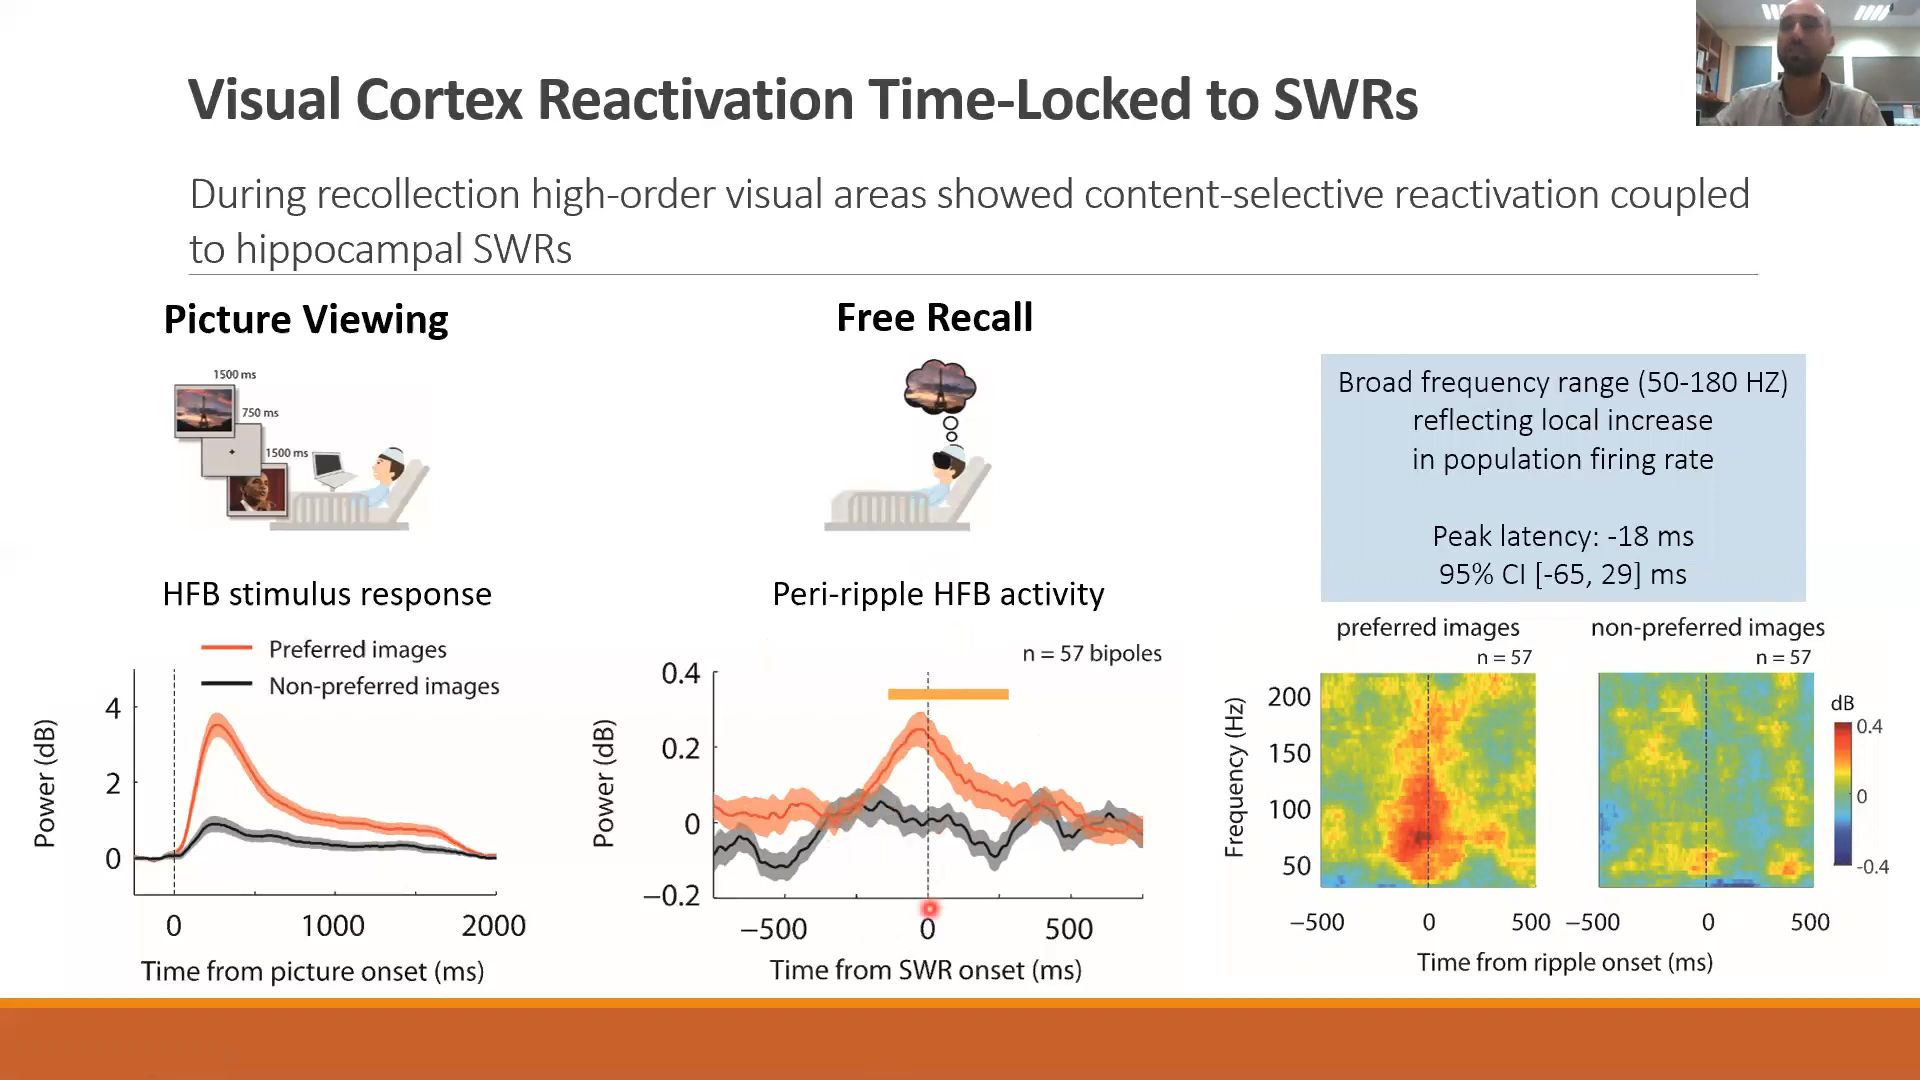 Visual Cortex Reactivation Time-Locked to SWRs
During recollection high-order visual areas showed content-selective reactivation coupled
to hippocampal SWRs
Picture Viewing
1500 ms
750 ms
1500 ms
HFB stimulus response
Preferred images
Non-preferred images
Power (dB)
4
2
0
0
1000
2000
Time from picture onset (ms)
Free Recall
Peri-ripple HFB activity
n = 57 bipoles
Power (dB)
0.4
0.2
0
−0.2
−500
0
500
Time from SWR onset (ms)
Broad frequency range (50-180 HZ)
reflecting local increase
in population firing rate
Peak latency: -18 ms
95% CI [-65, 29] ms
preferred images
n = 57
non-preferred images
n = 57
Frequency (Hz)
200
150
100
50
−500
0
500
−500
0
500
Time from ripple onset (ms)
dB
0.4
0
-0.4